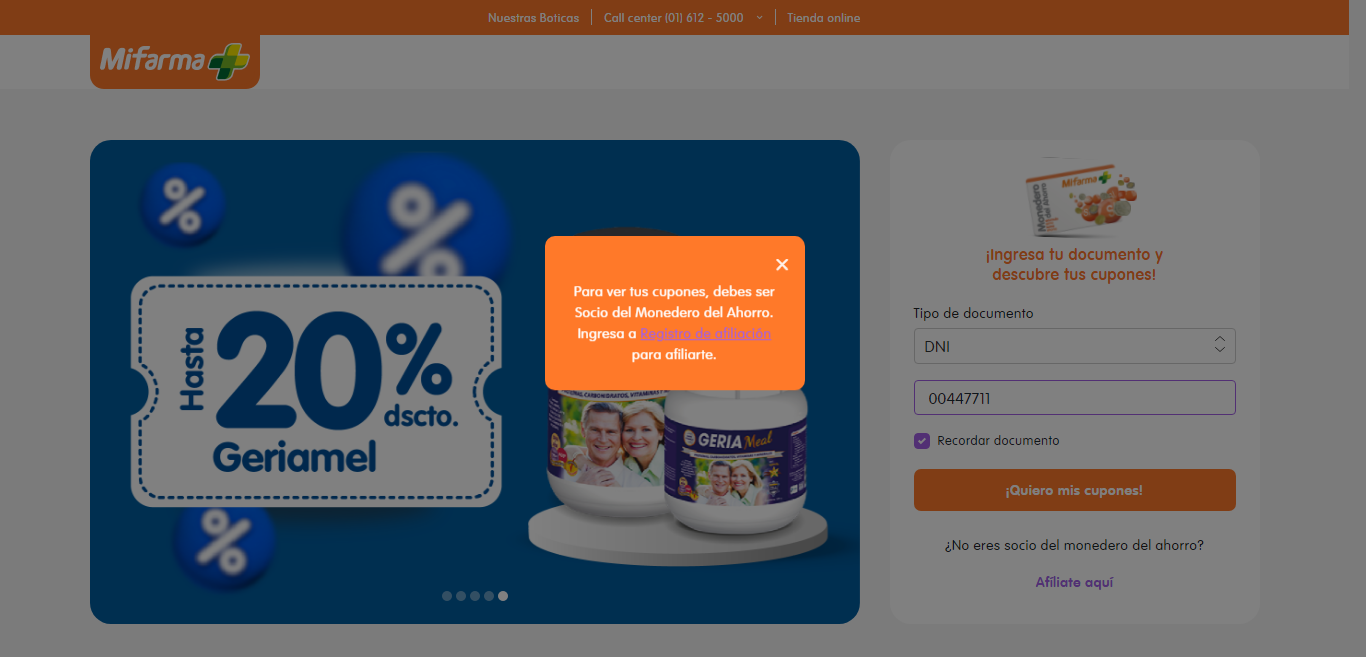 Nuestras Boticas
Call center (01) 612 - 5000
Tienda online
Mifarma
Hasta
20%
dscto.
Geriamel
GERIA Meal
Para ver tus cupones, debes ser
Socio del Monedero del Ahorro.
Ingresa a Registro de afiliación
para afiliarte.
Monedero
del Ahorro
Mifarma
¡Ingresa tu documento y
descubre tus cupones!
Tipo de documento
DNI
00447711
Recordar documento
¡Quiero mis cupones!
¿No eres socio del monedero del ahorro?
Afíliate aquí